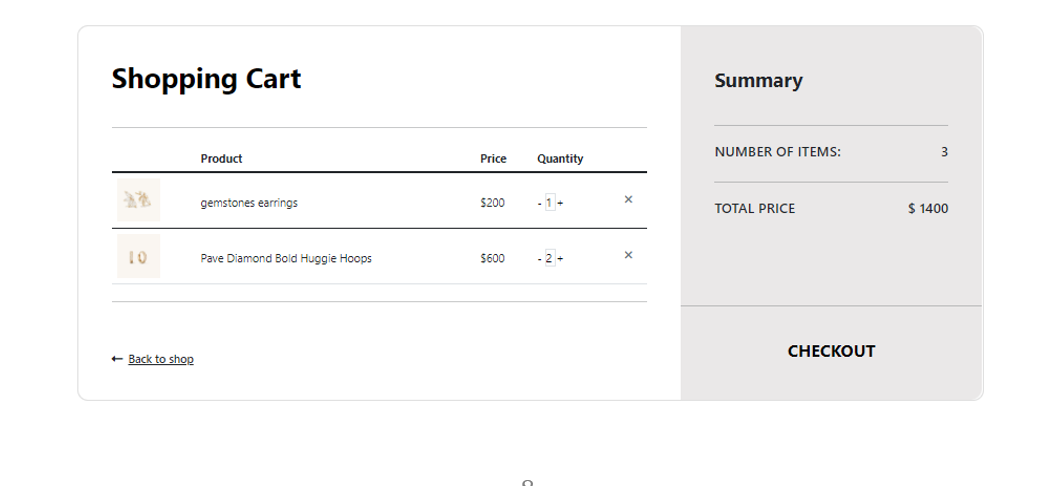 Shopping Cart
Product Price Quantity
gemstones earrings $200 - 1 + ×
Pave Diamond Bold Huggie Hoops $600 - 2 + ×
← Back to shop
Summary
NUMBER OF ITEMS: 3
TOTAL PRICE $ 1400
CHECKOUT